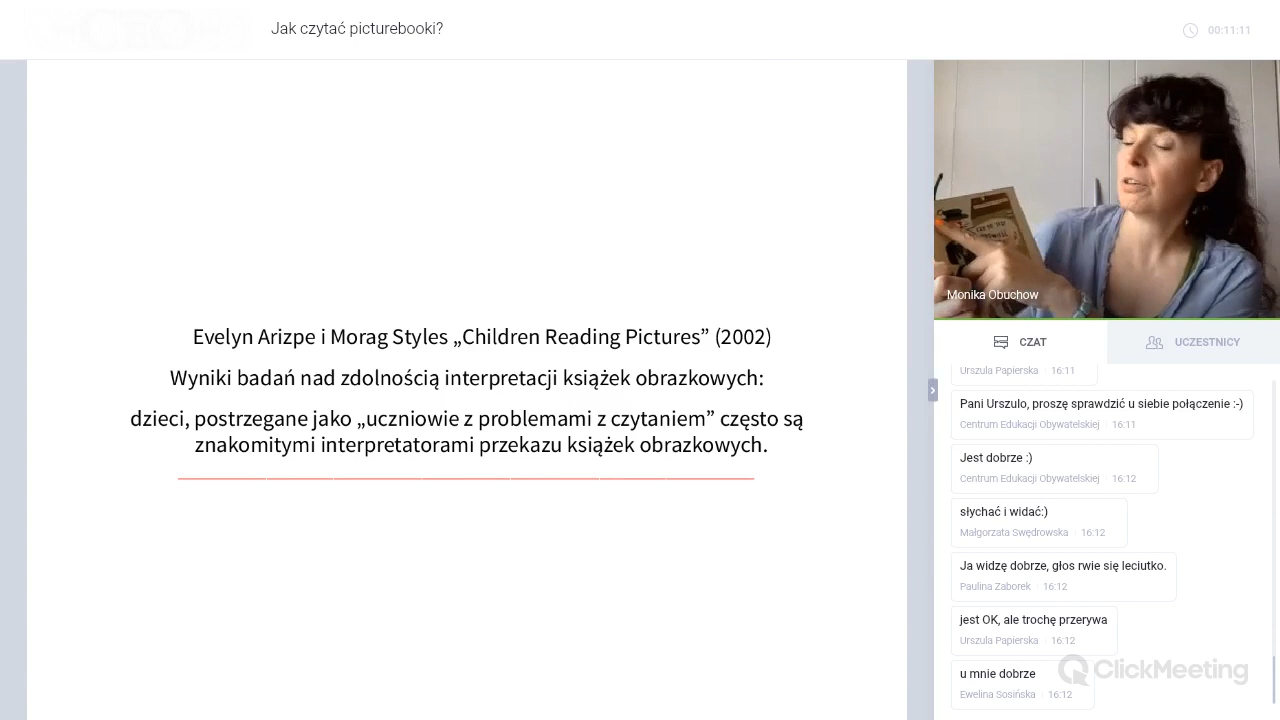 Jak czytać picturebooki?
00:11:11
Evelyn Arizpe i Morag Styles „Children Reading Pictures” (2002)
Wyniki badań nad zdolnością interpretacji książek obrazkowych:
dzieci, postrzegane jako „uczniowie z problemami z czytaniem” często są
znakomitymi interpretatorami przekazu książek obrazkowych.
Monika Obuchow
CZAT
UCZESTNICY
Urszula Papierska 16:11
Pani Urszulo, proszę sprawdzić u siebie połączenie :-)
Centrum Edukacji Obywatelskiej 16:11
Jest dobrze :)
Centrum Edukacji Obywatelskiej 16:12
słychać i widać:)
Małgorzata Swędrowska 16:12
Ja widzę dobrze, głos rwie się leciutko.
Paulina Zaborek 16:12
jest OK, ale trochę przerywa
Urszula Papierska 16:12
u mnie dobrze
Ewelina Sosińska 16:12
ClickMeeting